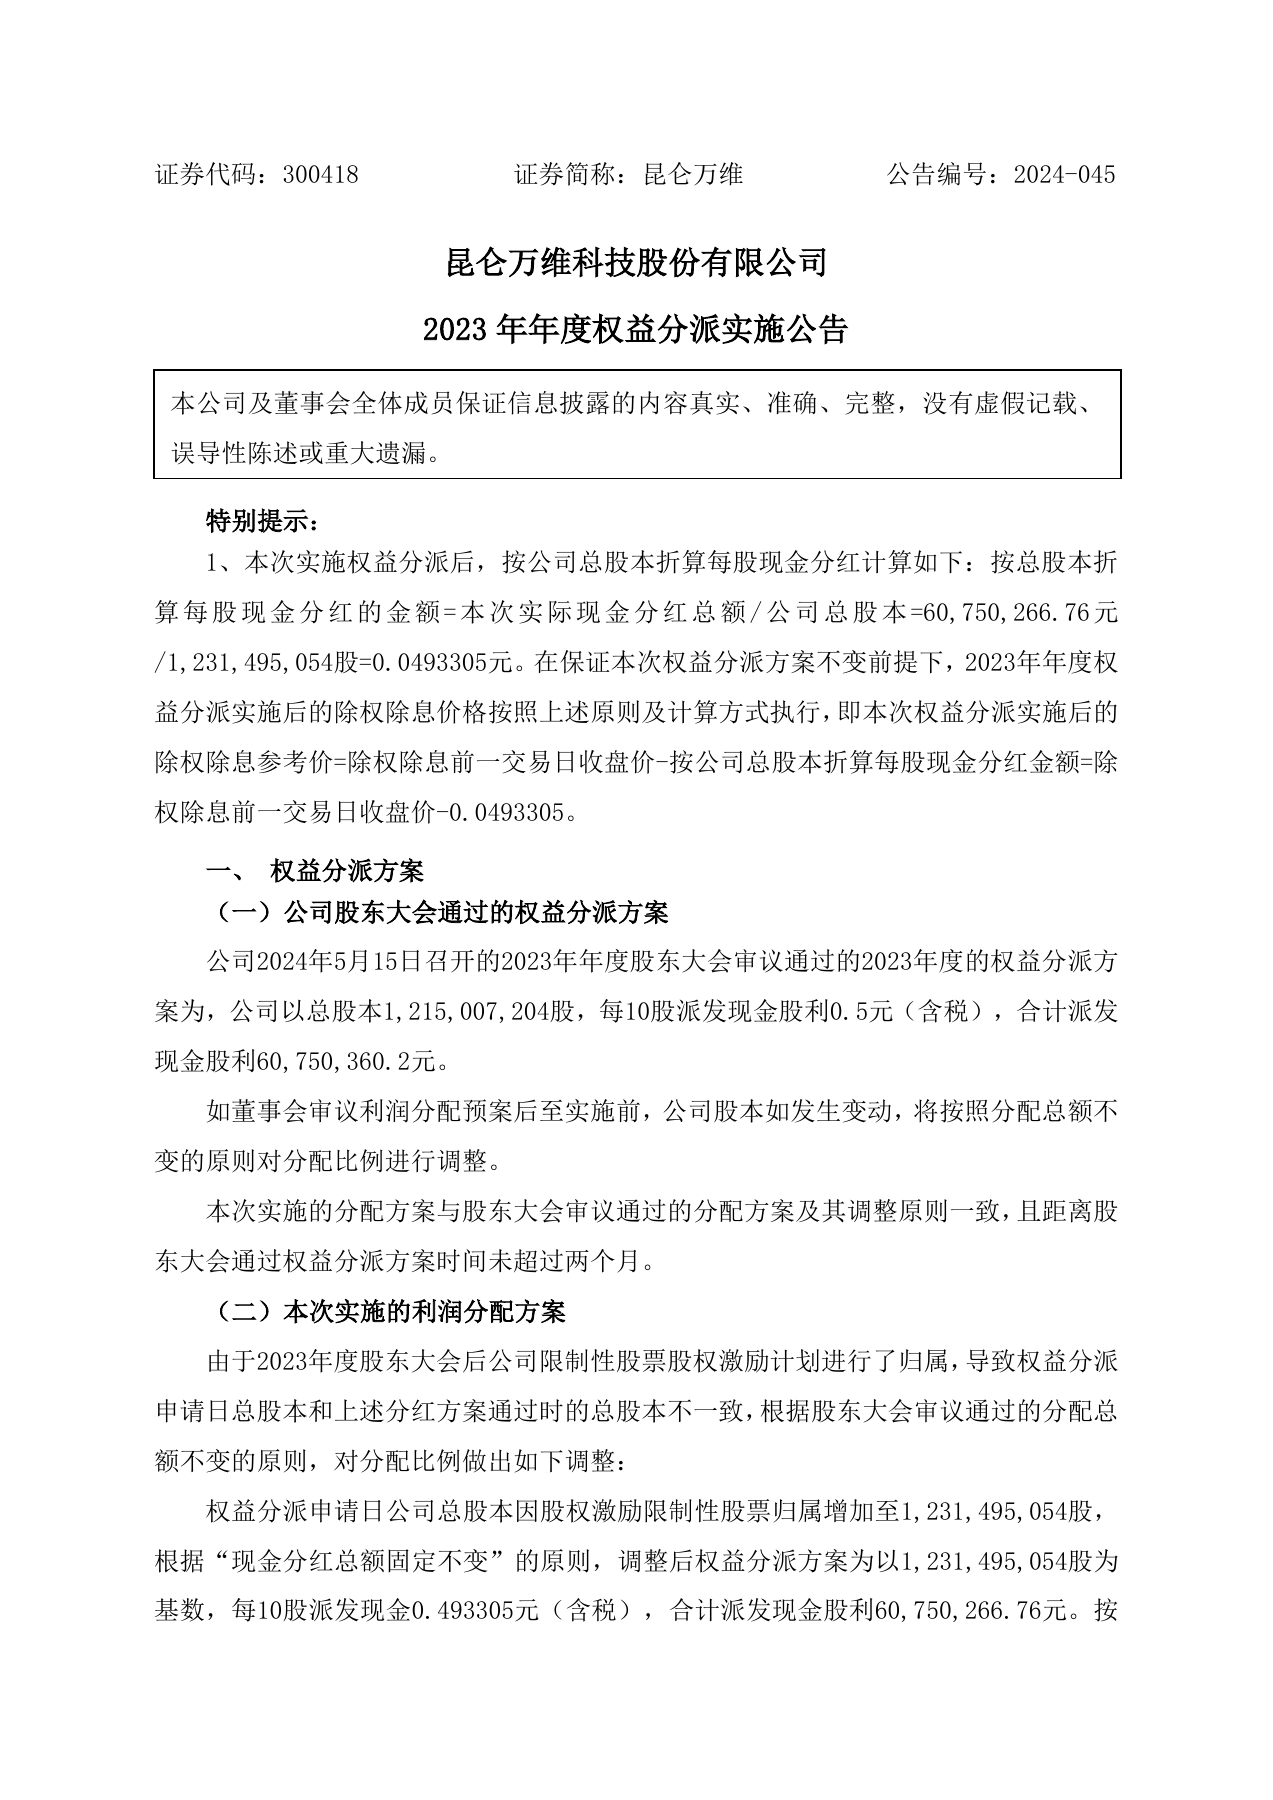 证券代码：300418 证券简称：昆仑万维 公告编号：2024-045
昆仑万维科技股份有限公司
2023 年年度权益分派实施公告
本公司及董事会全体成员保证信息披露的内容真实、准确、完整，没有虚假记载、
误导性陈述或重大遗漏。
特别提示：
1、本次实施权益分派后，按公司总股本折算每股现金分红计算如下：按总股本折
算每股现金分红的金额=本次实际现金分红总额/公司总股本=60,750,266.76元
/1,231,495,054股=0.0493305元。在保证本次权益分派方案不变前提下，2023年年度权
益分派实施后的除权除息价格按照上述原则及计算方式执行，即本次权益分派实施后的
除权除息参考价=除权除息前一交易日收盘价-按公司总股本折算每股现金分红金额=除
权除息前一交易日收盘价-0.0493305。
一、 权益分派方案
（一）公司股东大会通过的权益分派方案
公司2024年5月15日召开的2023年年度股东大会审议通过的2023年度的权益分派方
案为，公司以总股本1,215,007,204股，每10股派发现金股利0.5元（含税），合计派发
现金股利60,750,360.2元。
如董事会审议利润分配预案后至实施前，公司股本如发生变动，将按照分配总额不
变的原则对分配比例进行调整。
本次实施的分配方案与股东大会审议通过的分配方案及其调整原则一致，且距离股
东大会通过权益分派方案时间未超过两个月。
（二）本次实施的利润分配方案
由于2023年度股东大会后公司限制性股票股权激励计划进行了归属，导致权益分派
申请日总股本和上述分红方案通过时的总股本不一致，根据股东大会审议通过的分配总
额不变的原则，对分配比例做出如下调整：
权益分派申请日公司总股本因股权激励限制性股票归属增加至1,231,495,054股，
根据“现金分红总额固定不变”的原则，调整后权益分派方案为以1,231,495,054股为
基数，每10股派发现金0.493305元（含税），合计派发现金股利60,750,266.76元。按